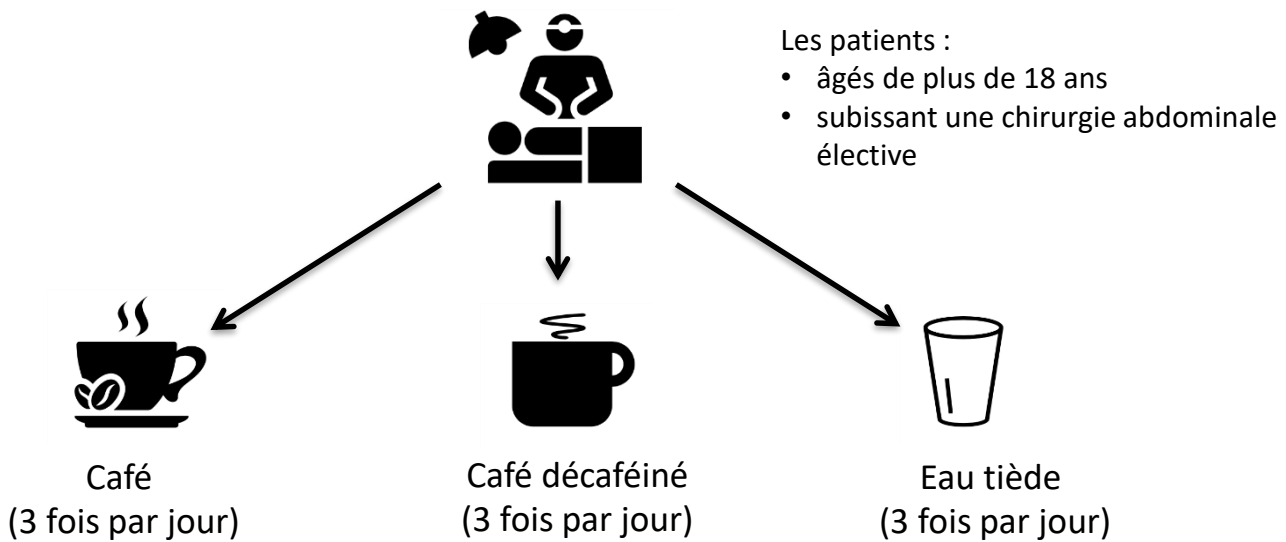 Les patients :
• âgés de plus de 18 ans
• subissant une chirurgie abdominale
élective
Café
(3 fois par jour)
Café décaféiné
(3 fois par jour)
Eau tiède
(3 fois par jour)